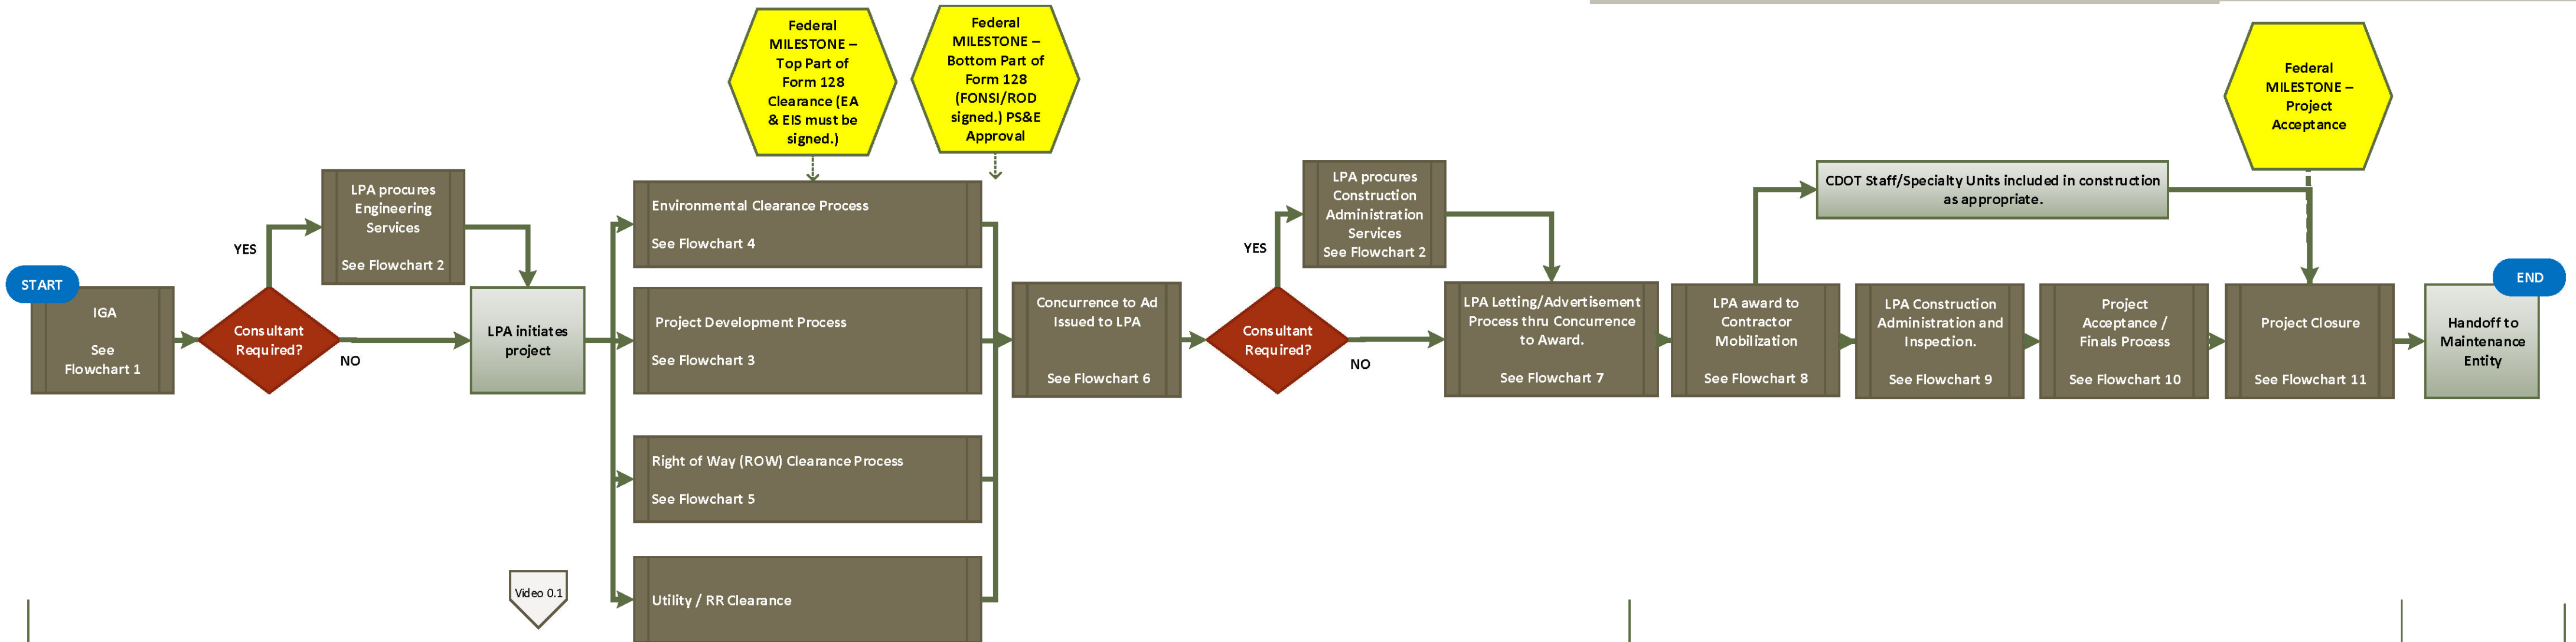 START
IGA
See
Flowchart 1
Consultant
Required?
YES
NO
LPA procures
Engineering
Services
See Flowchart 2
LPA initiates
project
Federal
MILESTONE –
Top Part of
Form 128
Clearance (EA
& EIS must be
signed.)
Federal
MILESTONE –
Bottom Part of
Form 128
(FONSI/ROD
signed.) PS&E
Approval
Environmental Clearance Process
See Flowchart 4
Project Development Process
See Flowchart 3
Right of Way (ROW) Clearance Process
See Flowchart 5
Utility / RR Clearance
Video 0.1
Concurrence to Ad
Issued to LPA
See Flowchart 6
Consultant
Required?
YES
NO
LPA procures
Construction
Administration
Services
See Flowchart 2
LPA Letting/Advertisement
Process thru Concurrence
to Award.
See Flowchart 7
LPA award to
Contractor
Mobilization
See Flowchart 8
CDOT Staff/Specialty Units included in construction
as appropriate.
LPA Construction
Administration and
Inspection.
See Flowchart 9
Project
Acceptance /
Finals Process
See Flowchart 10
Federal
MILESTONE –
Project
Acceptance
Project Closure
See Flowchart 11
END
Handoff to
Maintenance
Entity